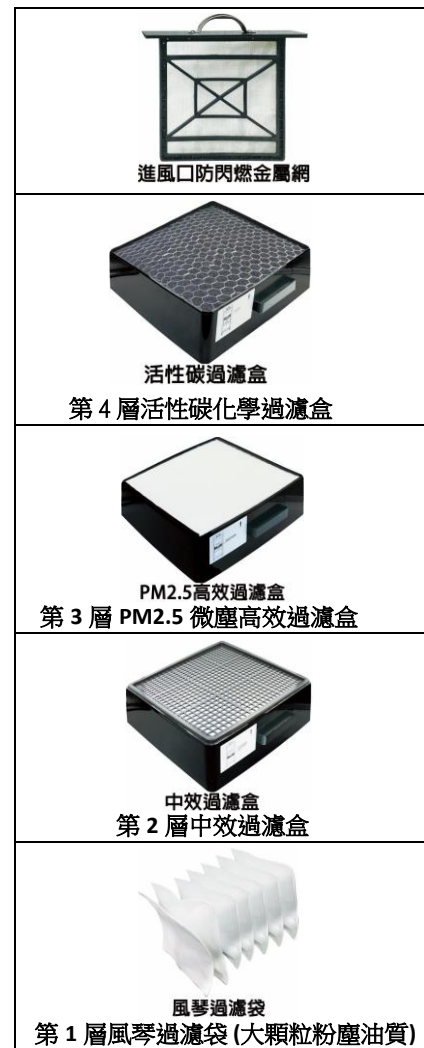 進風口防閃燃金屬網
活性碳過濾盒
第 4 層活性碳化學過濾盒
PM2.5高效過濾盒
第 3 層 PM2.5 微塵高效過濾盒
中效過濾盒
第 2 層中效過濾盒
風琴過濾袋
第 1 層風琴過濾袋 (大顆粒粉塵油質)